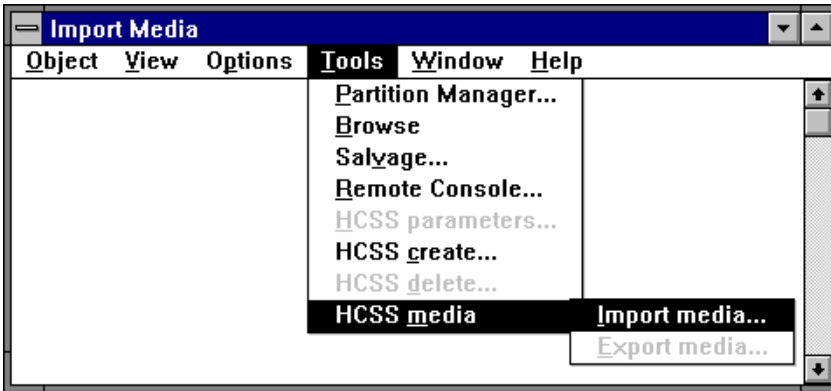 Import Media
Object View Options Tools Window Help
Partition Manager...
Browse
Salvage...
Remote Console...
HCSS parameters...
HCSS create...
HCSS delete...
HCSS media
Import media...
Export media...